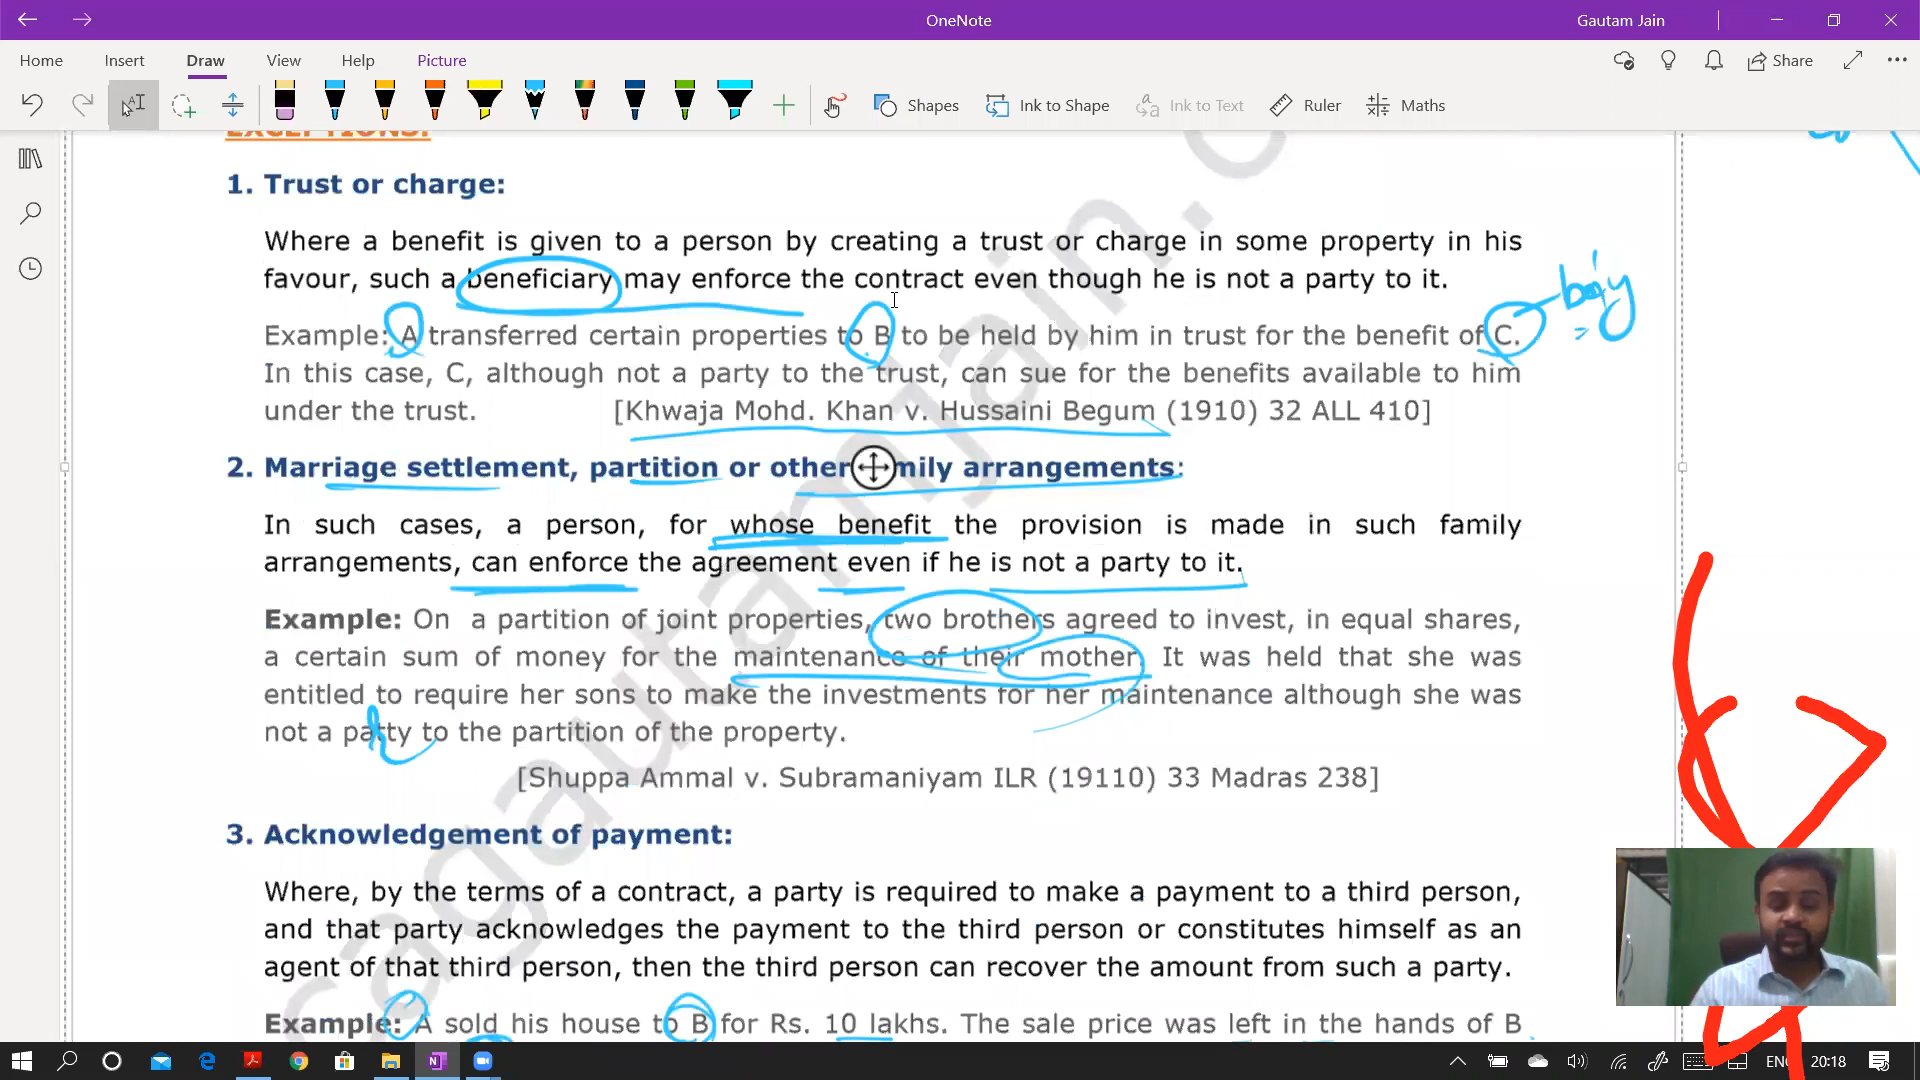 OneNote
Gautam Jain
Home Insert Draw View Help Picture
Share
Shapes Ink to Shape Ink to Text Ruler Maths
EXCEPTIONS:
1. Trust or charge:
Where a benefit is given to a person by creating a trust or charge in some property in his
favour, such a beneficiary may enforce the contract even though he is not a party to it.
Example: A transferred certain properties to B to be held by him in trust for the benefit of C.
In this case, C, although not a party to the trust, can sue for the benefits available to him
under the trust. [Khwaja Mohd. Khan v. Hussaini Begum (1910) 32 ALL 410]
2. Marriage settlement, partition or other mily arrangements:
In such cases, a person, for whose benefit the provision is made in such family
arrangements, can enforce the agreement even if he is not a party to it.
Example: On a partition of joint properties, two brothers agreed to invest, in equal shares,
a certain sum of money for the maintenance of their mother. It was held that she was
entitled to require her sons to make the investments for her maintenance although she was
not a party to the partition of the property.
[Shuppa Ammal v. Subramaniyam ILR (19110) 33 Madras 238]
3. Acknowledgement of payment:
Where, by the terms of a contract, a party is required to make a payment to a third person,
and that party acknowledges the payment to the third person or constitutes himself as an
agent of that third person, then the third person can recover the amount from such a party.
Example: A sold his house to B for Rs. 10 lakhs. The sale price was left in the hands of B
cagautamjain.c
ENG 20:18